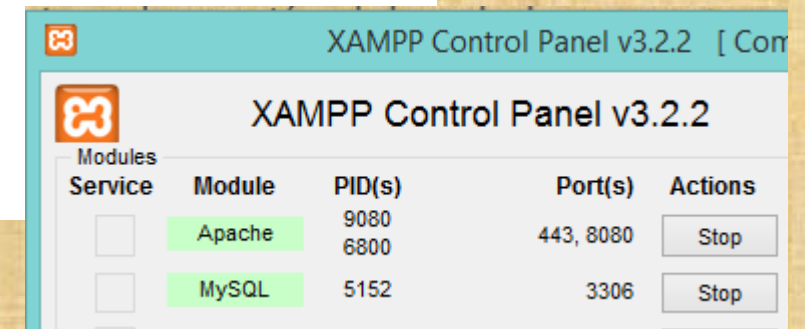 XAMPP Control Panel v3.2.2 [ Com
XAMPP Control Panel v3.2.2
Modules
Service Module PID(s) Port(s) Actions
Apache 9080 6800 443, 8080 Stop
MySQL 5152 3306 Stop